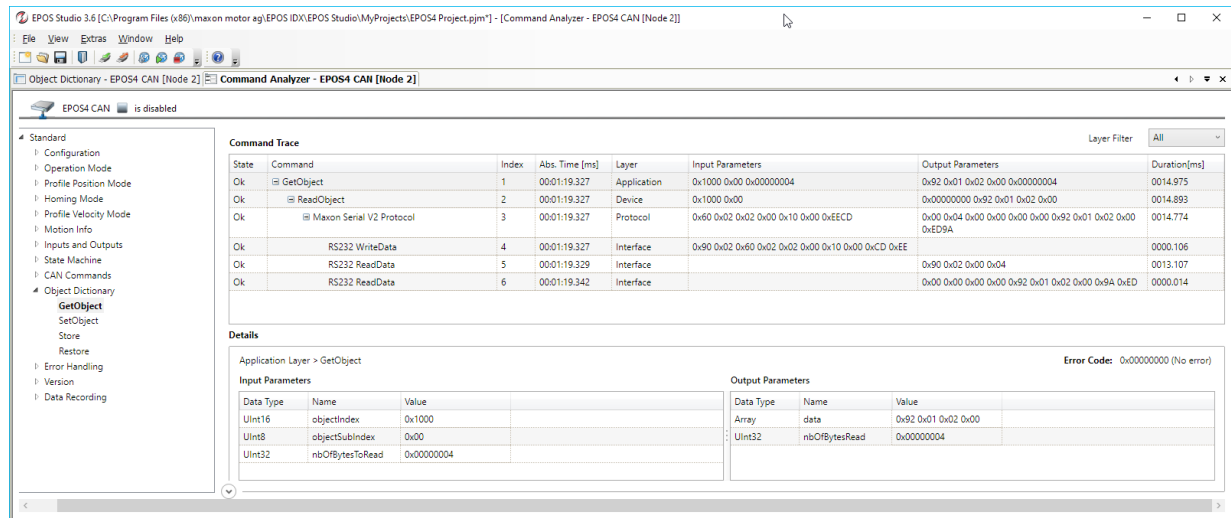 EPOS Studio 3.6 [C:\Program Files (x86)\maxon motor ag\EPOS IDX\EPOS Studio\MyProjects\EPOS4 Project.pjm*] - [Command Analyzer - EPOS4 CAN [Node 2]]
File View Extras Window Help
Object Dictionary - EPOS4 CAN [Node 2] Command Analyzer - EPOS4 CAN [Node 2]
EPOS4 CAN is disabled
Standard
Configuration
Operation Mode
Profile Position Mode
Homing Mode
Profile Velocity Mode
Motion Info
Inputs and Outputs
State Machine
CAN Commands
Object Dictionary
GetObject
SetObject
Store
Restore
Error Handling
Version
Data Recording
Command Trace Layer Filter All
State Command Index Abs. Time [ms] Layer Input Parameters Output Parameters Duration[ms]
Ok GetObject 1 00:01:19.327 Application 0x1000 0x00 0x00000004 0x92 0x01 0x02 0x00 0x00000004 0014.975
Ok ReadObject 2 00:01:19.327 Device 0x1000 0x00 0x00000000 0x92 0x01 0x02 0x00 0014.893
Ok Maxon Serial V2 Protocol 3 00:01:19.327 Protocol 0x60 0x02 0x02 0x00 0x10 0x00 0xEECD 0x00 0x04 0x00 0x00 0x00 0x00 0x92 0x01 0x02 0x00 0014.774
0xED9A
Ok RS232 WriteData 4 00:01:19.327 Interface 0x90 0x02 0x60 0x02 0x02 0x00 0x10 0x00 0xCD 0xEE 0000.106
Ok RS232 ReadData 5 00:01:19.329 Interface 0x90 0x02 0x00 0x04 0013.107
Ok RS232 ReadData 6 00:01:19.342 Interface 0x00 0x00 0x00 0x00 0x92 0x01 0x02 0x00 0x9A 0xED 0000.014
Details
Application Layer > GetObject Error Code: 0x00000000 (No error)
Input Parameters Output Parameters
Data Type Name Value Data Type Name Value
UInt16 objectIndex 0x1000 Array data 0x92 0x01 0x02 0x00
UInt8 objectSubIndex 0x00 UInt32 nbOfBytesRead 0x00000004
UInt32 nbOfBytesToRead 0x00000004